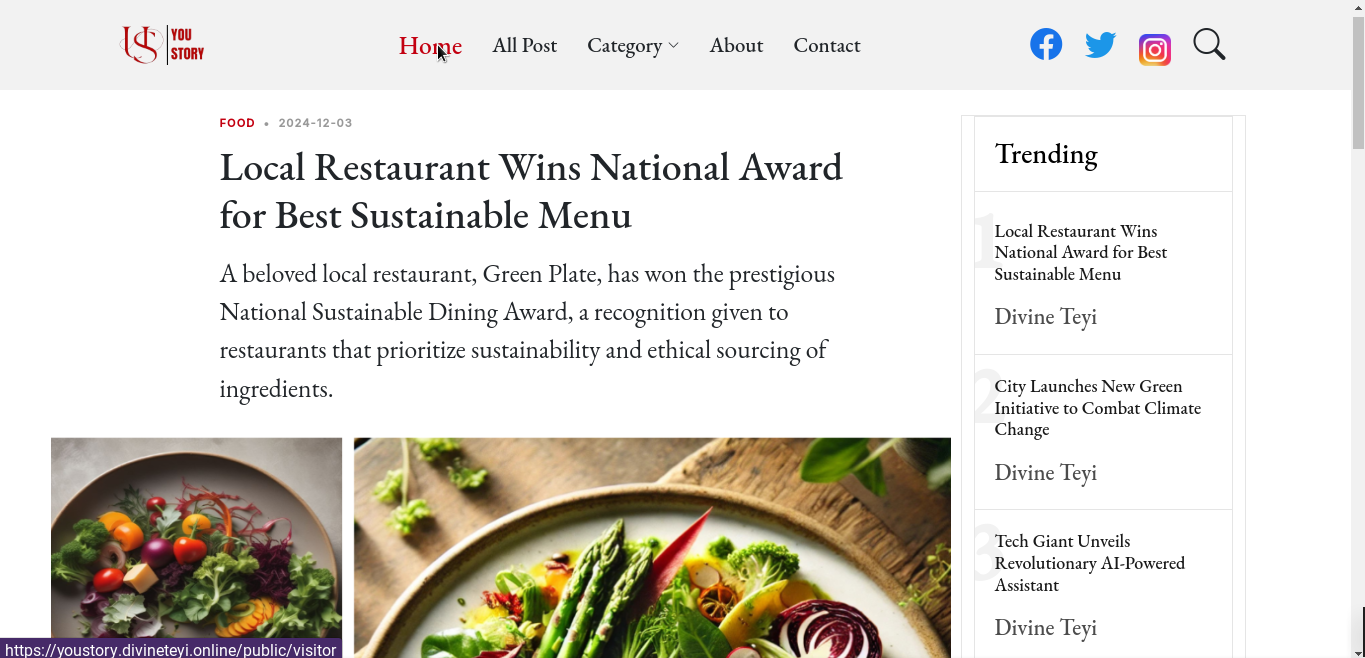 US YOU
STORY
Home All Post Category About Contact
FOOD • 2024-12-03
Local Restaurant Wins National Award
for Best Sustainable Menu
A beloved local restaurant, Green Plate, has won the prestigious
National Sustainable Dining Award, a recognition given to
restaurants that prioritize sustainability and ethical sourcing of
ingredients.
Trending
1
Local Restaurant Wins
National Award for Best
Sustainable Menu
Divine Teyi
2
City Launches New Green
Initiative to Combat Climate
Change
Divine Teyi
3
Tech Giant Unveils
Revolutionary AI-Powered
Assistant
Divine Teyi
https://youstory.divineteyi.online/public/visitor